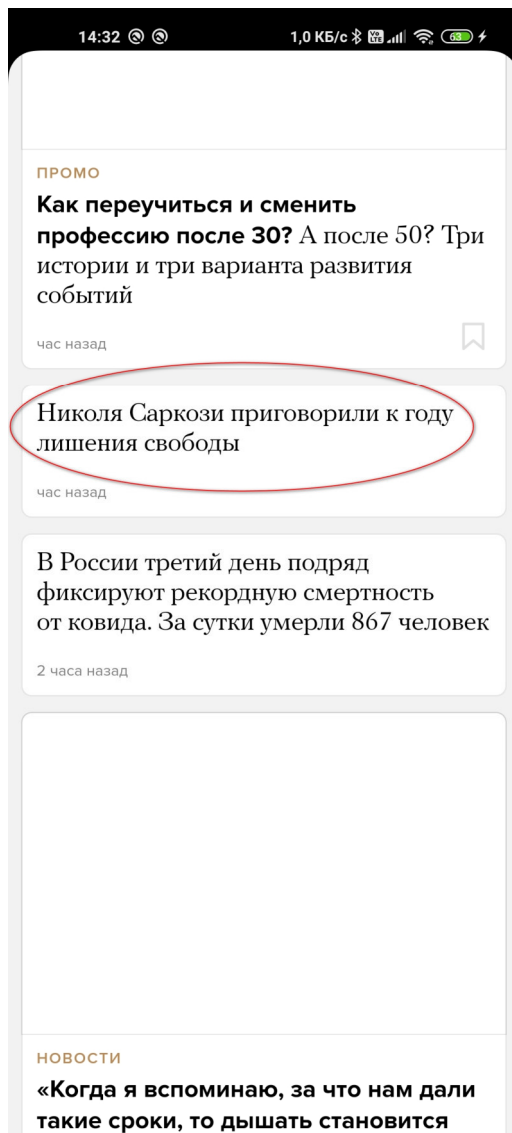 14:32 1,0 КБ/с Vo LTE 63
ПРОМО
Как переучиться и сменить
профессию после 30? А после 50? Три
истории и три варианта развития
событий
час назад
Николя Саркози приговорили к году
лишения свободы
час назад
В России третий день подряд
фиксируют рекордную смертность
от ковида. За сутки умерли 867 человек
2 часа назад
НОВОСТИ
«Когда я вспоминаю, за что нам дали
такие сроки, то дышать становится